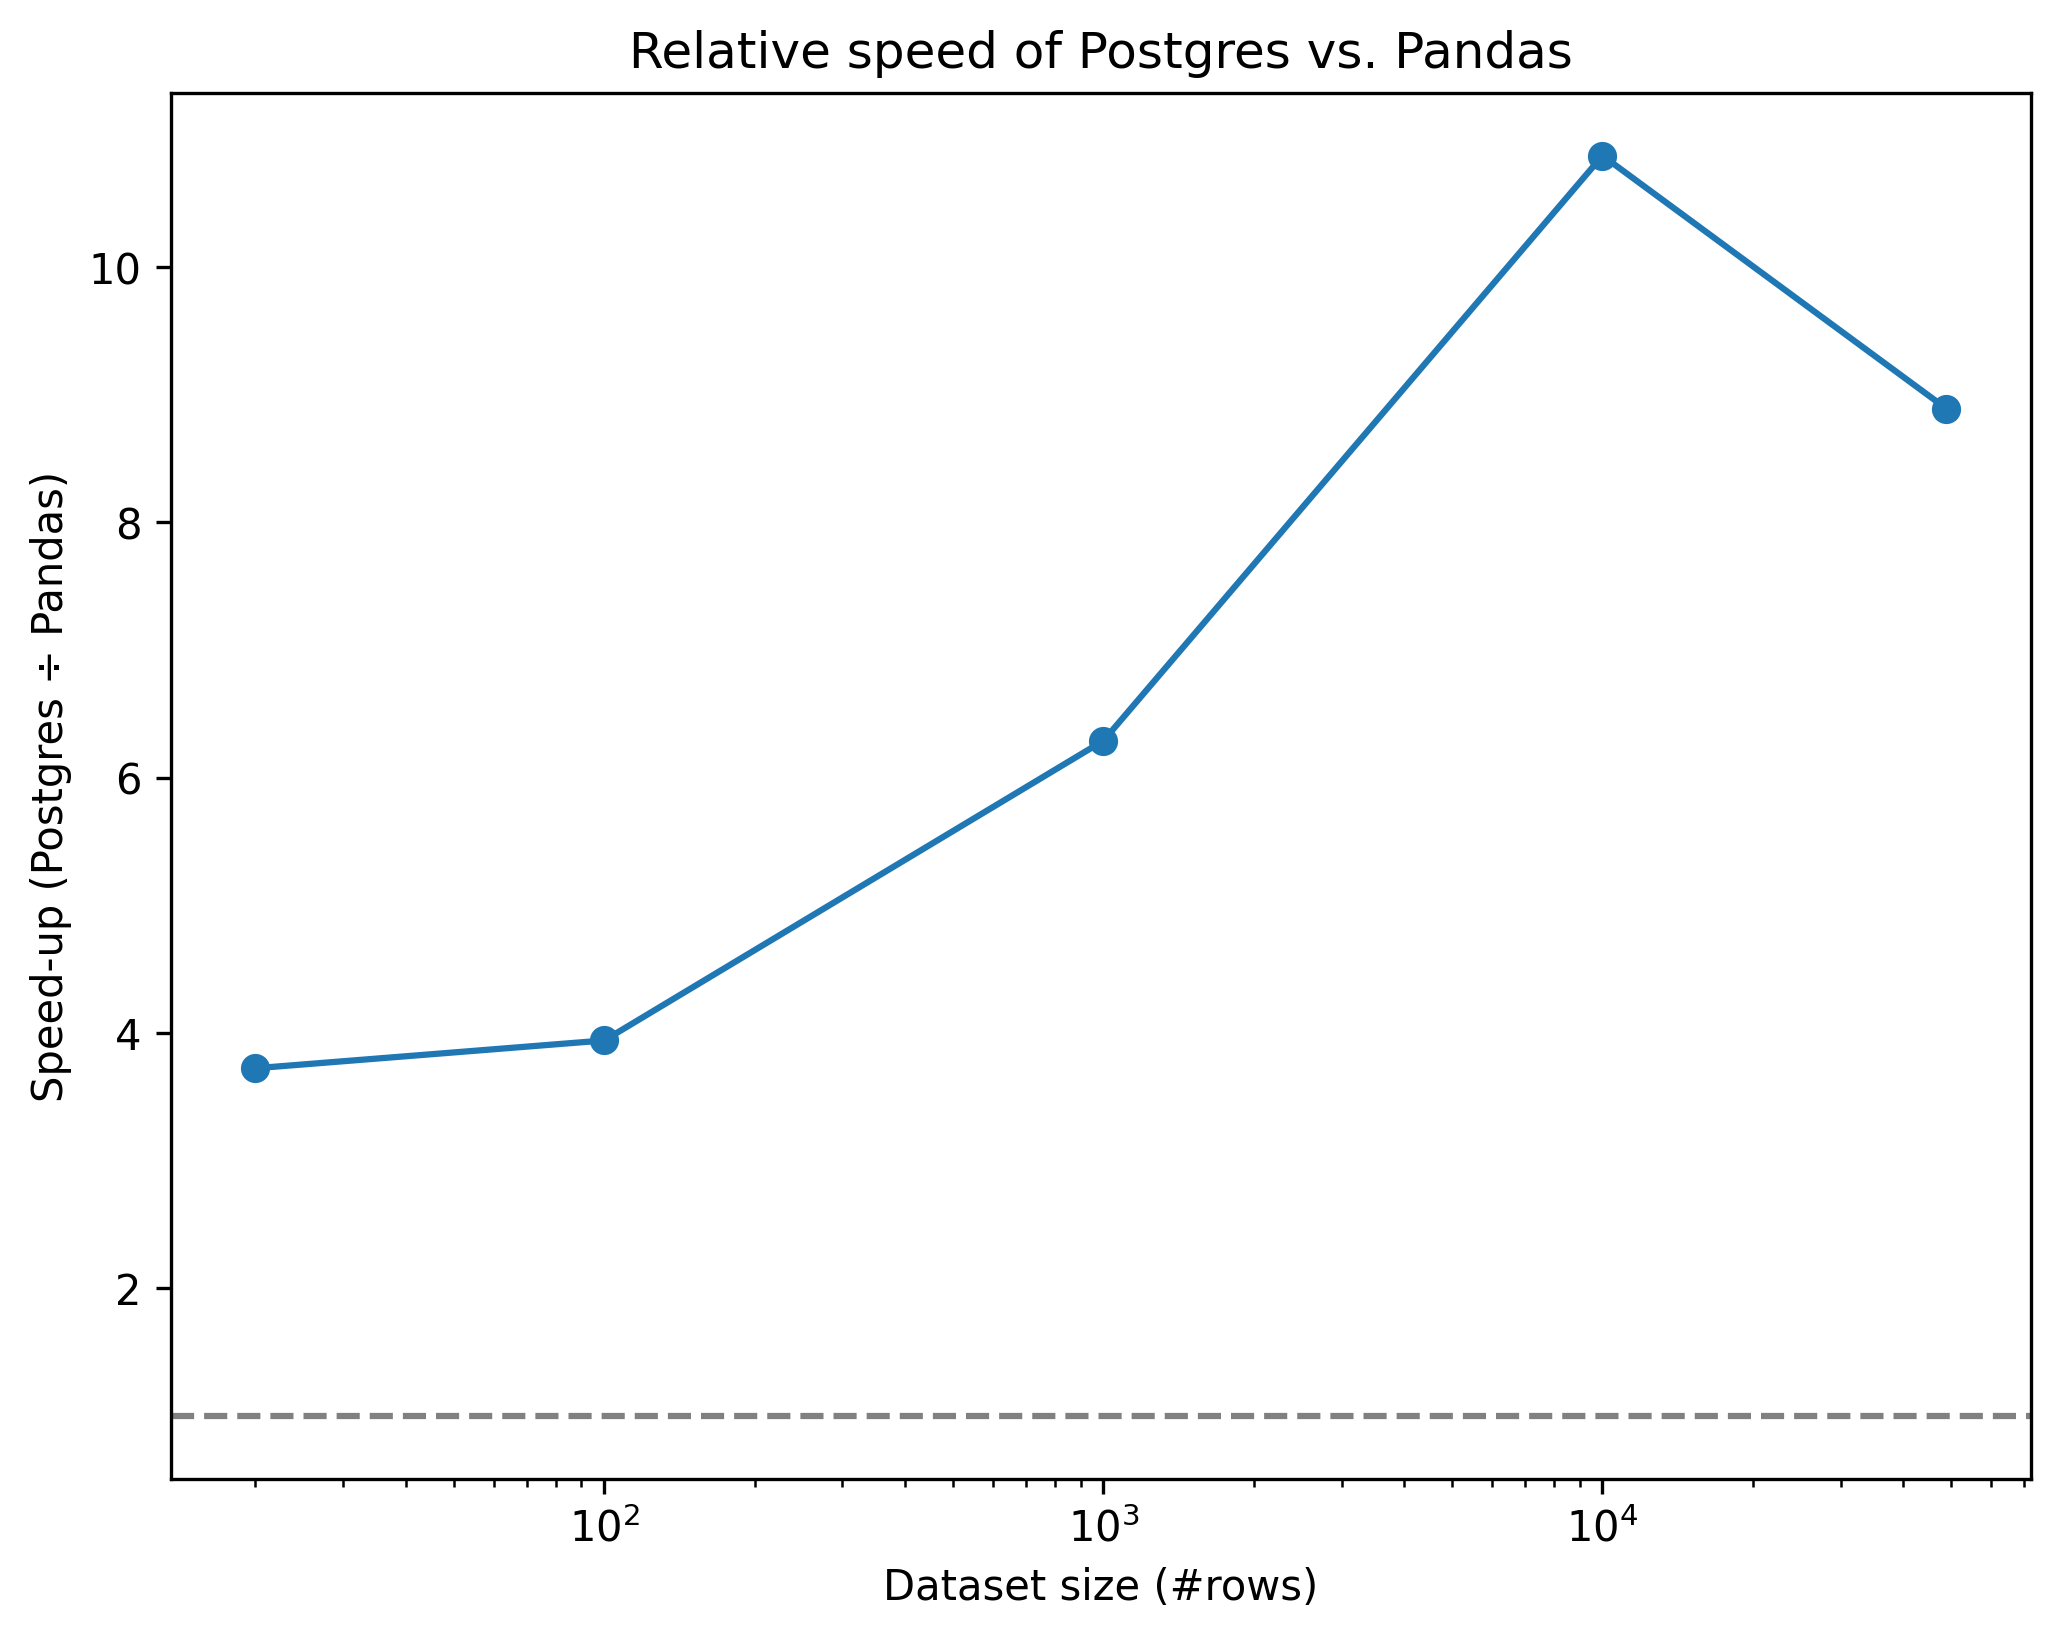 Relative speed of Postgres vs. Pandas
Speed-up (Postgres ÷ Pandas)
10
8
6
4
2
10² 10³ 10⁴
Dataset size (#rows)